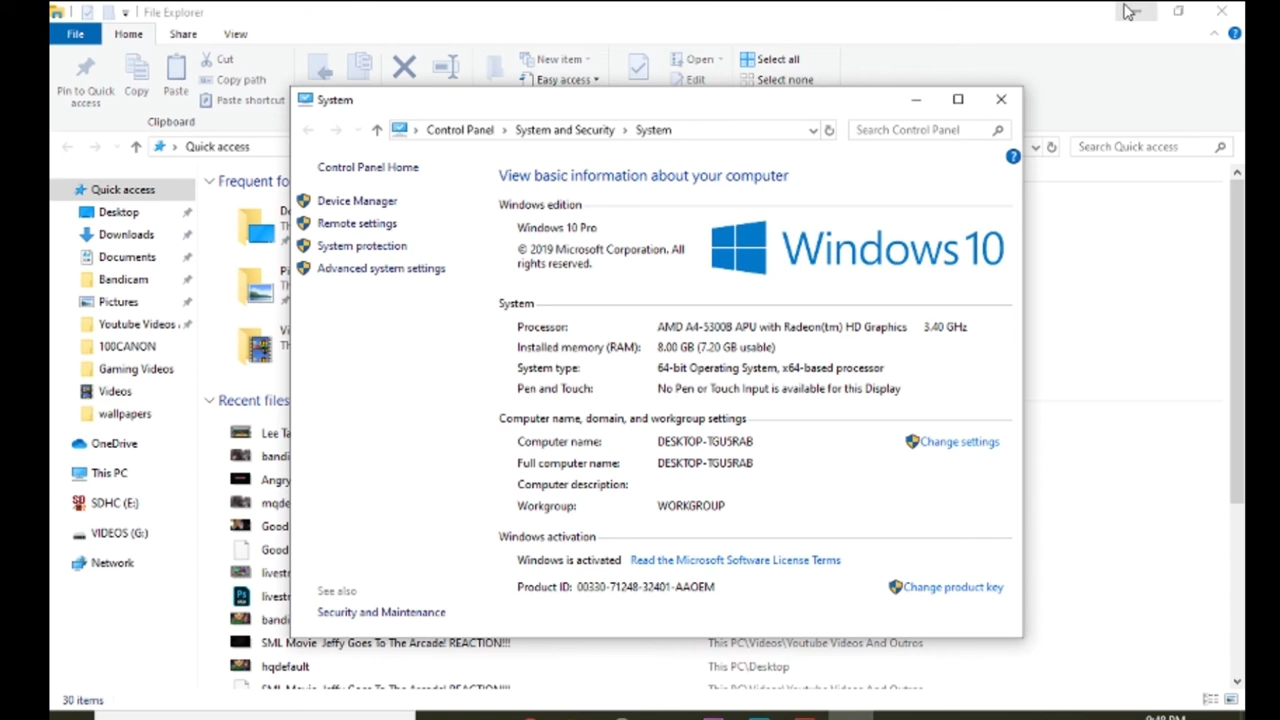 File Explorer
File Home Share View
Cut New item Open Select all
Copy path Easy access Edit Select none
Pin to Quick access Copy Paste Paste shortcut
Clipboard
Quick access
Search Quick access
System
Control Panel System and Security System
Search Control Panel
Control Panel Home
Device Manager
Remote settings
System protection
Advanced system settings
See also
Security and Maintenance
View basic information about your computer
Windows edition
Windows 10 Pro
© 2019 Microsoft Corporation. All
rights reserved.
Windows 10
System
Processor: AMD A4-5300B APU with Radeon(tm) HD Graphics 3.40 GHz
Installed memory (RAM): 8.00 GB (7.20 GB usable)
System type: 64-bit Operating System, x64-based processor
Pen and Touch: No Pen or Touch Input is available for this Display
Computer name, domain, and workgroup settings
Computer name: DESKTOP-TGU5RAB
Change settings
Full computer name: DESKTOP-TGU5RAB
Computer description:
Workgroup: WORKGROUP
Windows activation
Windows is activated Read the Microsoft Software License Terms
Product ID: 00330-71248-32401-AAOEM
Change product key
Quick access
Desktop
Downloads
Documents
Bandicam
Pictures
Youtube Videos
100CANON
Gaming Videos
Videos
wallpapers
OneDrive
This PC
SDHC (E:)
VIDEOS (G:)
Network
Frequent fo
Recent files
Lee Ta
bandi
Angry
mqde
Good
Good
livestr
livestr
bandi
SML Movie Jeffy Goes To The Arcade! REACTION!!! This PC\Videos\Youtube Videos And Outros
hqdefault This PC\Desktop
30 items